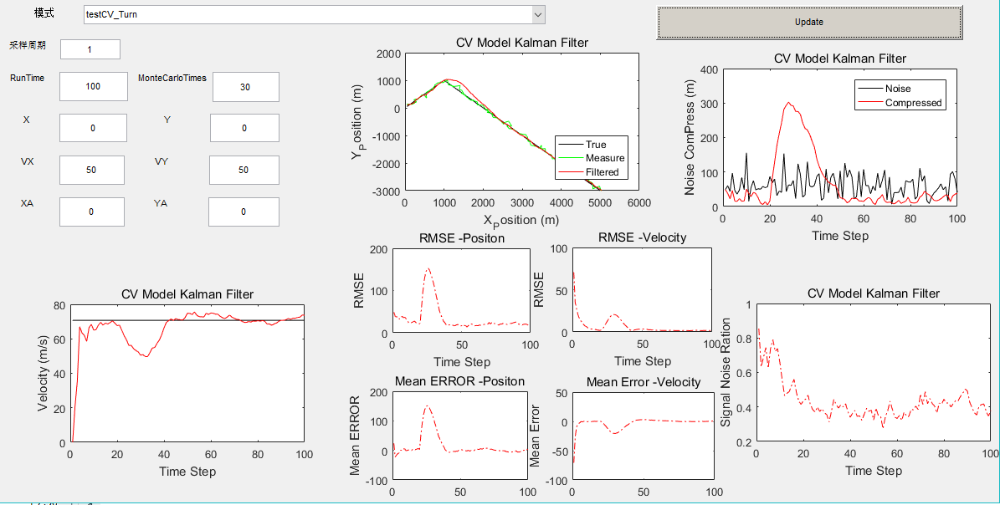 模式
testCV_Turn
Update
采样周期
1
RunTime
100
MonteCarloTimes
30
X
0
Y
0
VX
50
VY
50
XA
0
YA
0
CV Model Kalman Filter
2000
1000
0
-1000
-2000
-3000
Y_Position (m)
True
Measure
Filtered
0
1000
2000
3000
4000
5000
6000
X_Position (m)
CV Model Kalman Filter
400
300
200
100
0
Noise ComPress (m)
Noise
Compressed
0
20
40
60
80
100
Time Step
RMSE -Positon
200
100
0
RMSE
0
50
100
Time Step
RMSE -Velocity
100
50
0
RMSE
0
50
100
Time Step
CV Model Kalman Filter
80
60
40
20
0
Velocity (m/s)
0
20
40
60
80
100
Time Step
Mean ERROR -Positon
200
100
0
-100
Mean ERROR
0
50
100
Mean Error -Velocity
50
0
-50
-100
Mean Error
0
50
100
CV Model Kalman Filter
1
0.8
0.6
0.4
0.2
Signal Noise Ration
0
20
40
60
80
100
Time Step